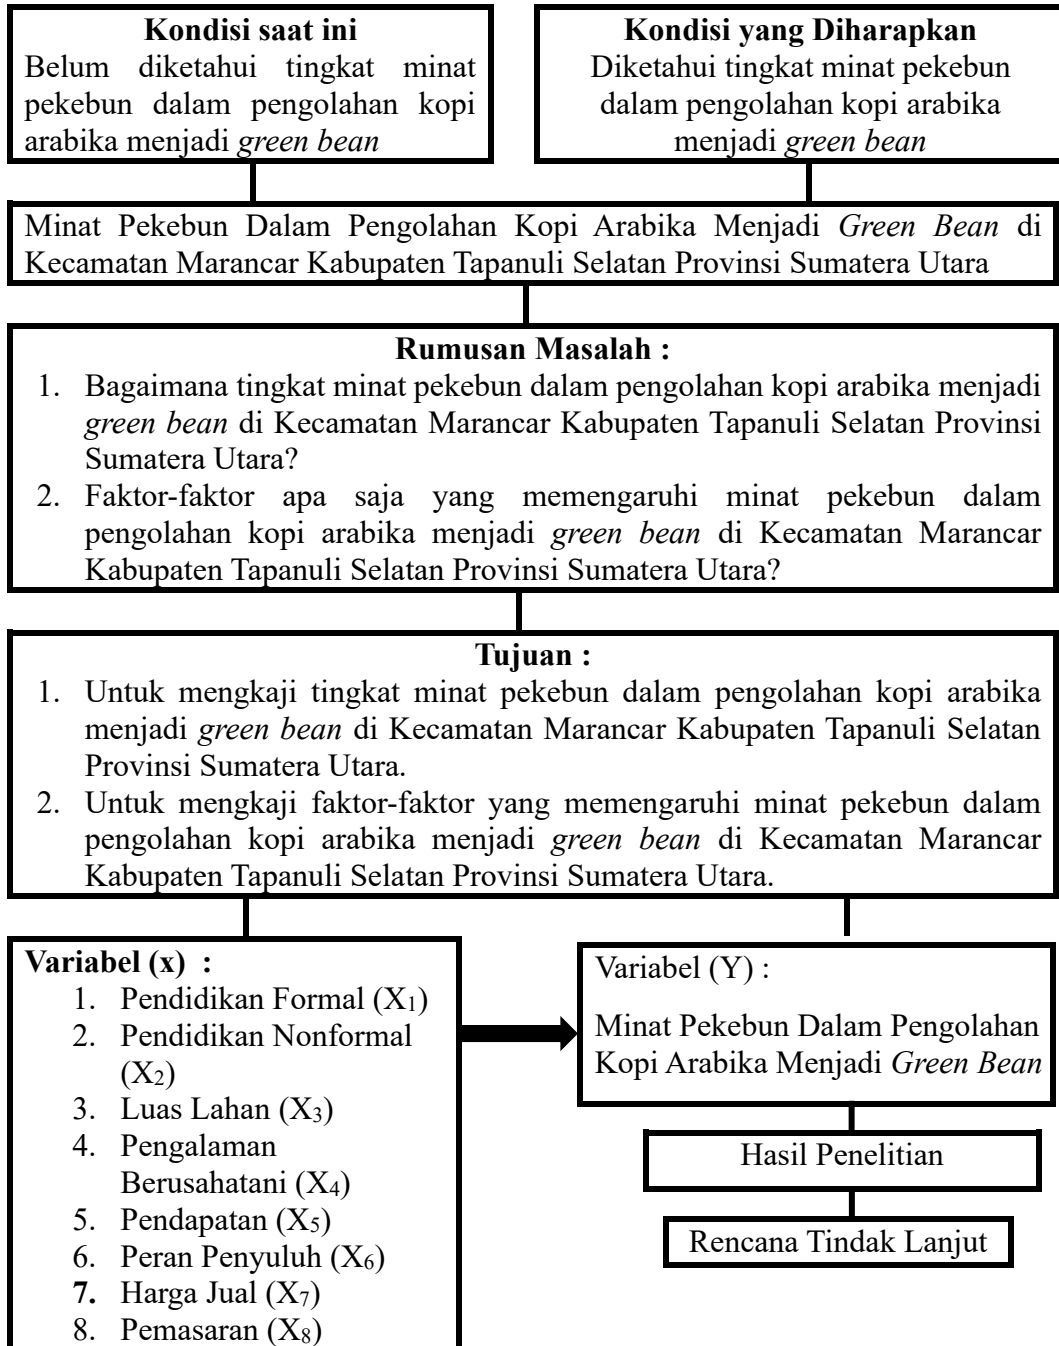 Kondisi saat ini
Belum diketahui tingkat minat
pekebun dalam pengolahan kopi
arabika menjadi green bean
Kondisi yang Diharapkan
Diketahui tingkat minat pekebun
dalam pengolahan kopi arabika
menjadi green bean
Minat Pekebun Dalam Pengolahan Kopi Arabika Menjadi Green Bean di
Kecamatan Marancar Kabupaten Tapanuli Selatan Provinsi Sumatera Utara
Rumusan Masalah :
1. Bagaimana tingkat minat pekebun dalam pengolahan kopi arabika menjadi
green bean di Kecamatan Marancar Kabupaten Tapanuli Selatan Provinsi
Sumatera Utara?
2. Faktor-faktor apa saja yang memengaruhi minat pekebun dalam
pengolahan kopi arabika menjadi green bean di Kecamatan Marancar
Kabupaten Tapanuli Selatan Provinsi Sumatera Utara?
Tujuan :
1. Untuk mengkaji tingkat minat pekebun dalam pengolahan kopi arabika
menjadi green bean di Kecamatan Marancar Kabupaten Tapanuli Selatan
Provinsi Sumatera Utara.
2. Untuk mengkaji faktor-faktor yang memengaruhi minat pekebun dalam
pengolahan kopi arabika menjadi green bean di Kecamatan Marancar
Kabupaten Tapanuli Selatan Provinsi Sumatera Utara.
Variabel (x) :
1. Pendidikan Formal (X₁)
2. Pendidikan Nonformal
(X₂)
3. Luas Lahan (X₃)
4. Pengalaman
Berusahatani (X₄)
5. Pendapatan (X₅)
6. Peran Penyuluh (X₆)
7. Harga Jual (X₇)
8. Pemasaran (X₈)
Variabel (Y) :
Minat Pekebun Dalam Pengolahan
Kopi Arabika Menjadi Green Bean
Hasil Penelitian
Rencana Tindak Lanjut